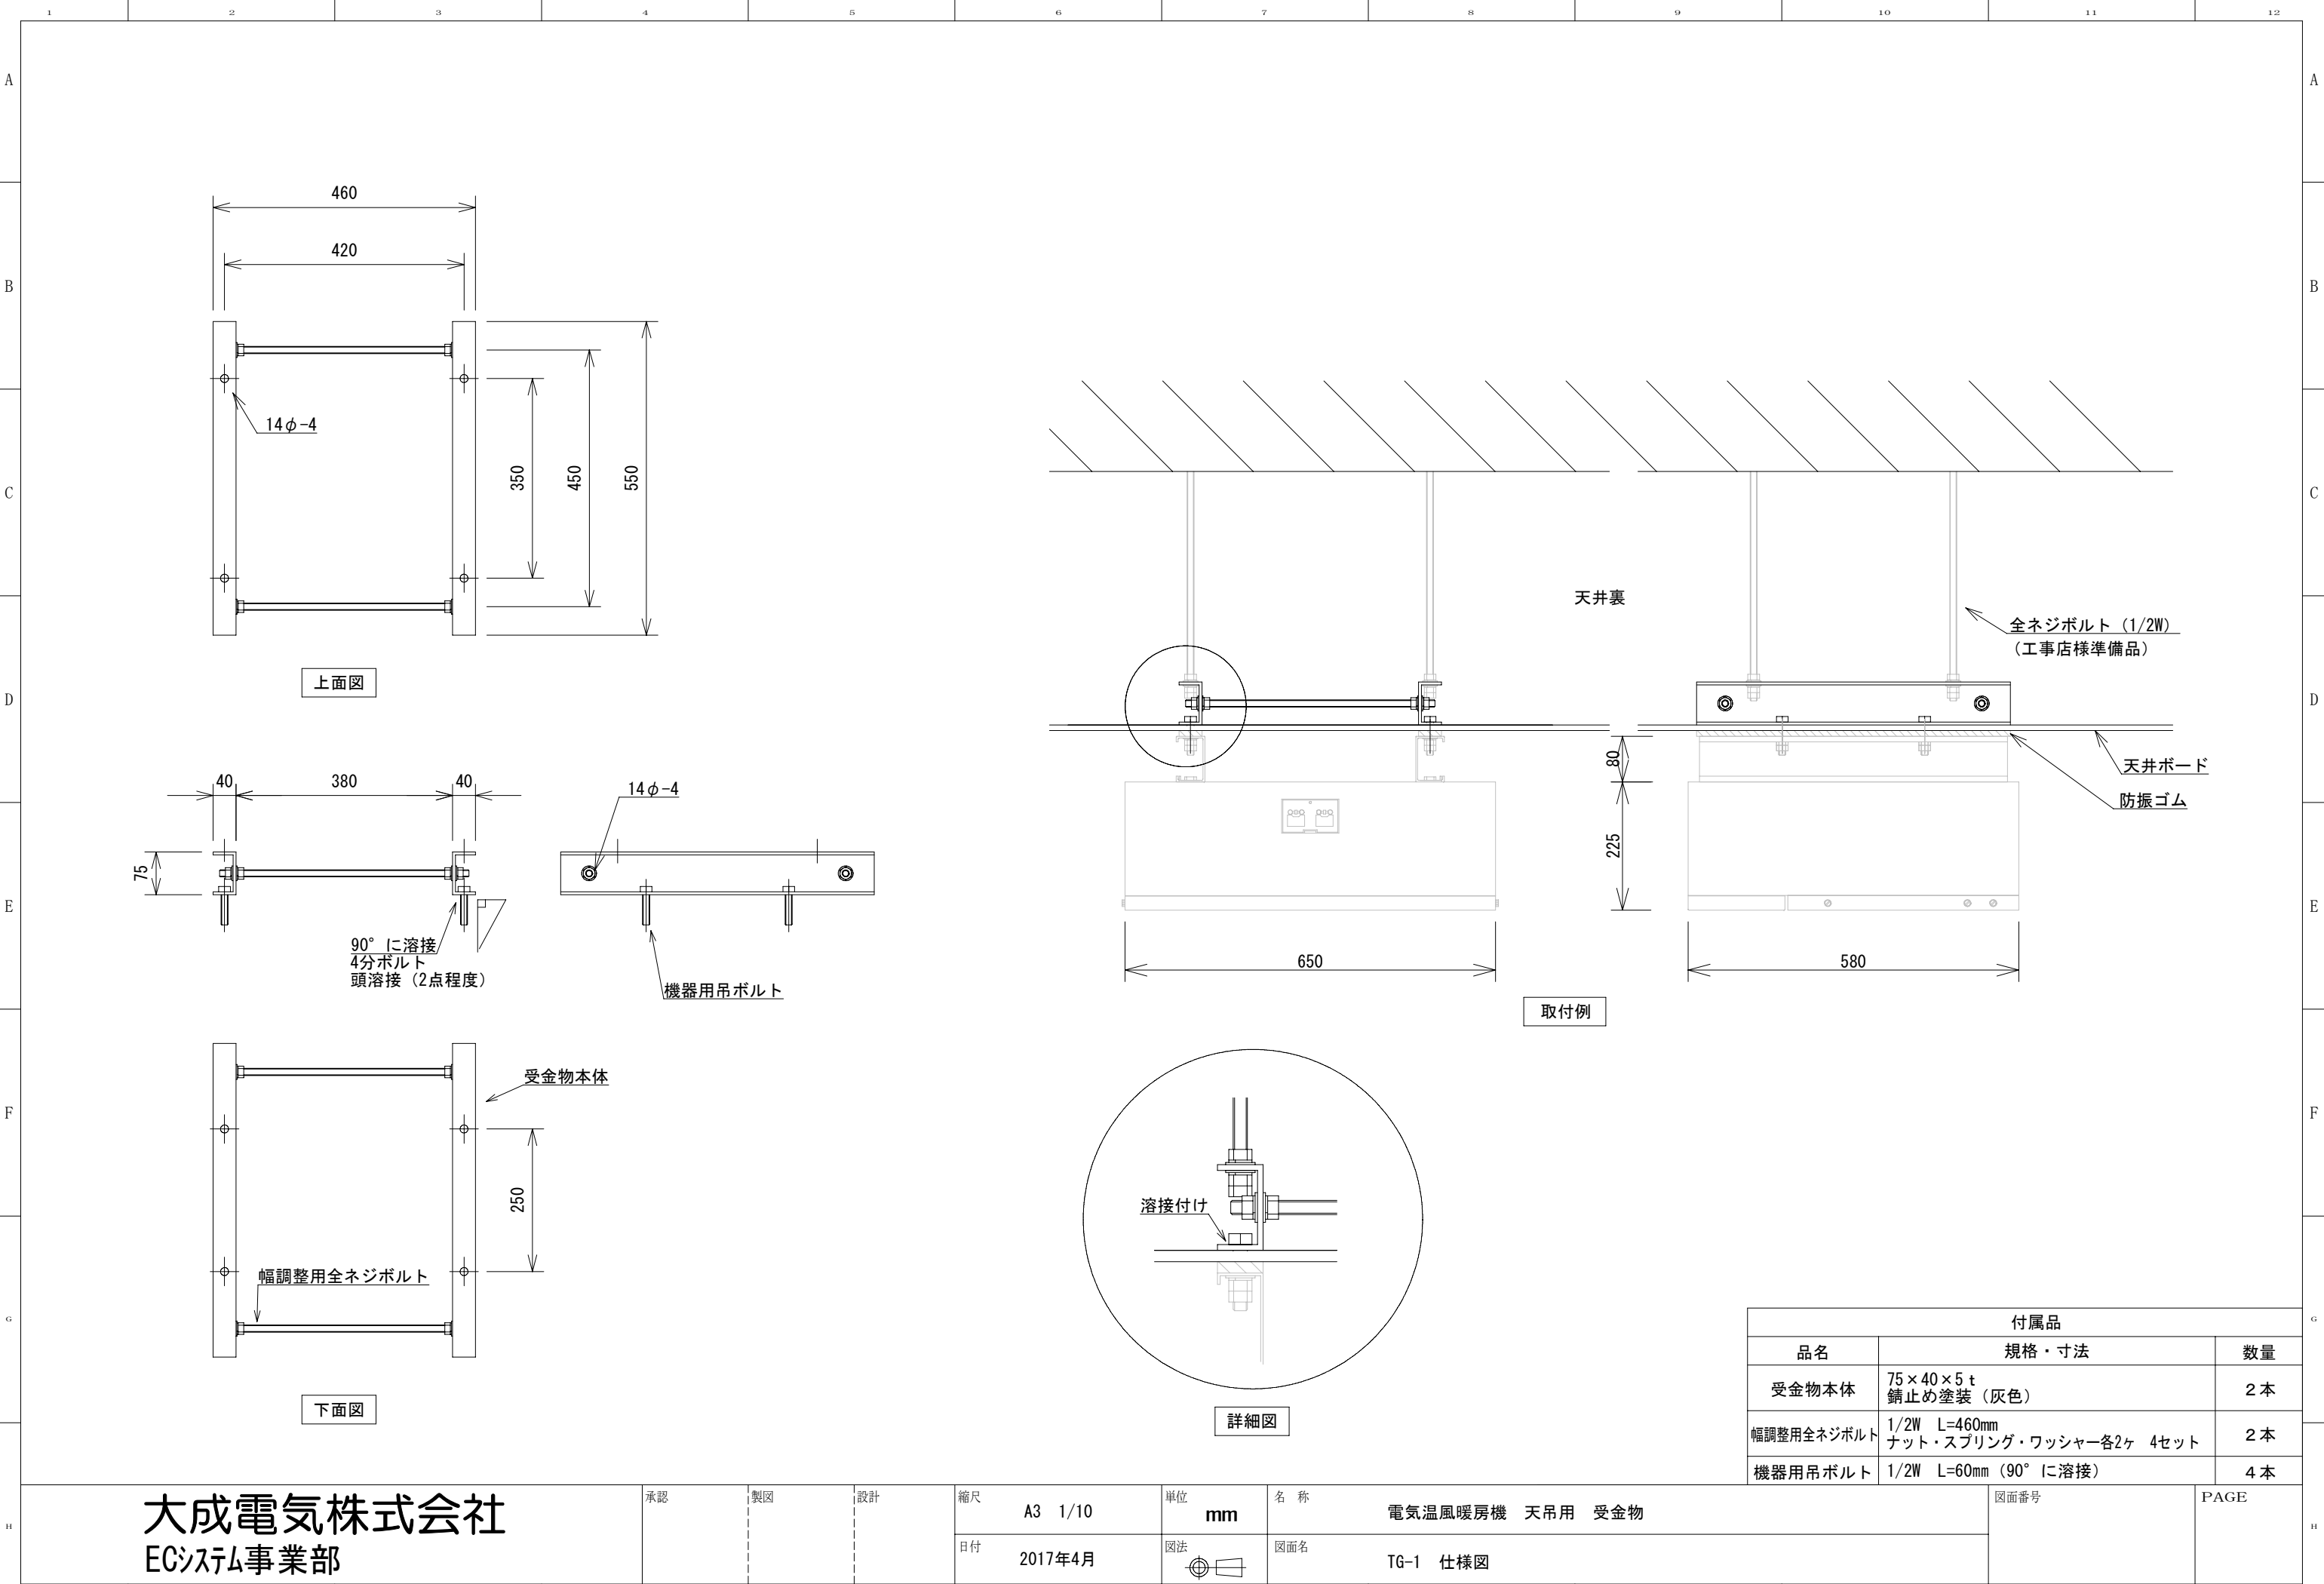 1 2 3 4 5 6 7 8 9 10 11 12
A A
B B
C C
D D
E E
F F
G G
H H
460
420
14φ-4
350
450
550
上面図
40
380
40
75
14φ-4
90°に溶接
4分ボルト
頭溶接（2点程度）
機器用吊ボルト
受金物本体
250
幅調整用全ネジボルト
下面図
天井裏
全ネジボルト（1/2W）
（工事店様準備品）
80
225
天井ボード
防振ゴム
650
580
取付例
溶接付け
詳細図
付属品
品名 規格・寸法 数量
受金物本体 75×40×5ｔ
錆止め塗装（灰色） ２本
幅調整用全ネジボルト 1/2W L=460mm
ナット・スプリング・ワッシャー各2ヶ 4セット ２本
機器用吊ボルト 1/2W L=60mm（90°に溶接） ４本
大成電気株式会社
ECシステム事業部
承認 製図 設計
縮尺 A3 1/10
単位 mm
名 称 電気温風暖房機 天吊用 受金物
図面番号
PAGE
日付 2017年4月
図法
図面名 TG-1 仕様図